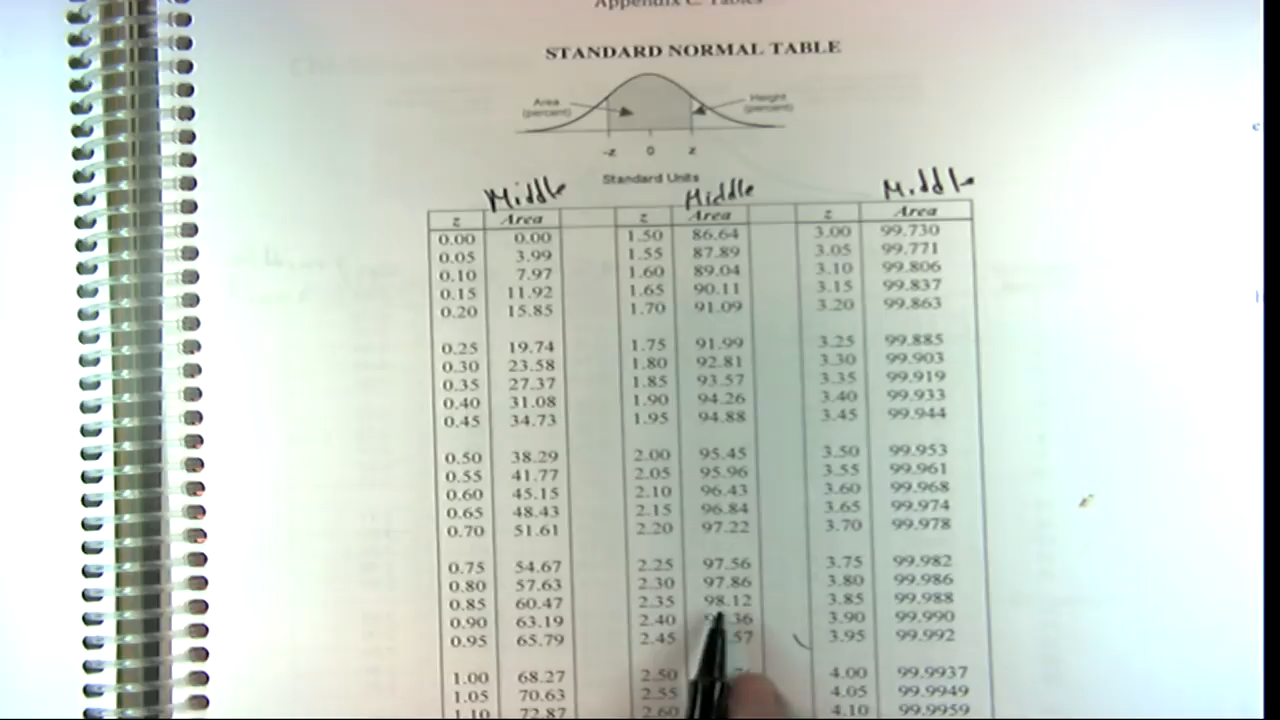 Appendix C. Tables
STANDARD NORMAL TABLE
Area
(percent)
Height
(percent)
-z 0 z
Standard Units
Middle Middle Middle
z Area z Area z Area
0.00 0.00 1.50 86.64 3.00 99.730
0.05 3.99 1.55 87.89 3.05 99.771
0.10 7.97 1.60 89.04 3.10 99.806
0.15 11.92 1.65 90.11 3.15 99.837
0.20 15.85 1.70 91.09 3.20 99.863
0.25 19.74 1.75 91.99 3.25 99.885
0.30 23.58 1.80 92.81 3.30 99.903
0.35 27.37 1.85 93.57 3.35 99.919
0.40 31.08 1.90 94.26 3.40 99.933
0.45 34.73 1.95 94.88 3.45 99.944
0.50 38.29 2.00 95.45 3.50 99.953
0.55 41.77 2.05 95.96 3.55 99.961
0.60 45.15 2.10 96.43 3.60 99.968
0.65 48.43 2.15 96.84 3.65 99.974
0.70 51.61 2.20 97.22 3.70 99.978
0.75 54.67 2.25 97.56 3.75 99.982
0.80 57.63 2.30 97.86 3.80 99.986
0.85 60.47 2.35 98.12 3.85 99.988
0.90 63.19 2.40 3.90 99.990
0.95 65.79 2.45 3.95 99.992
1.00 68.27 2.50 4.00 99.9937
1.05 70.63 2.55 4.05 99.9949
1.10 72.87 2.60 4.10 99.9959